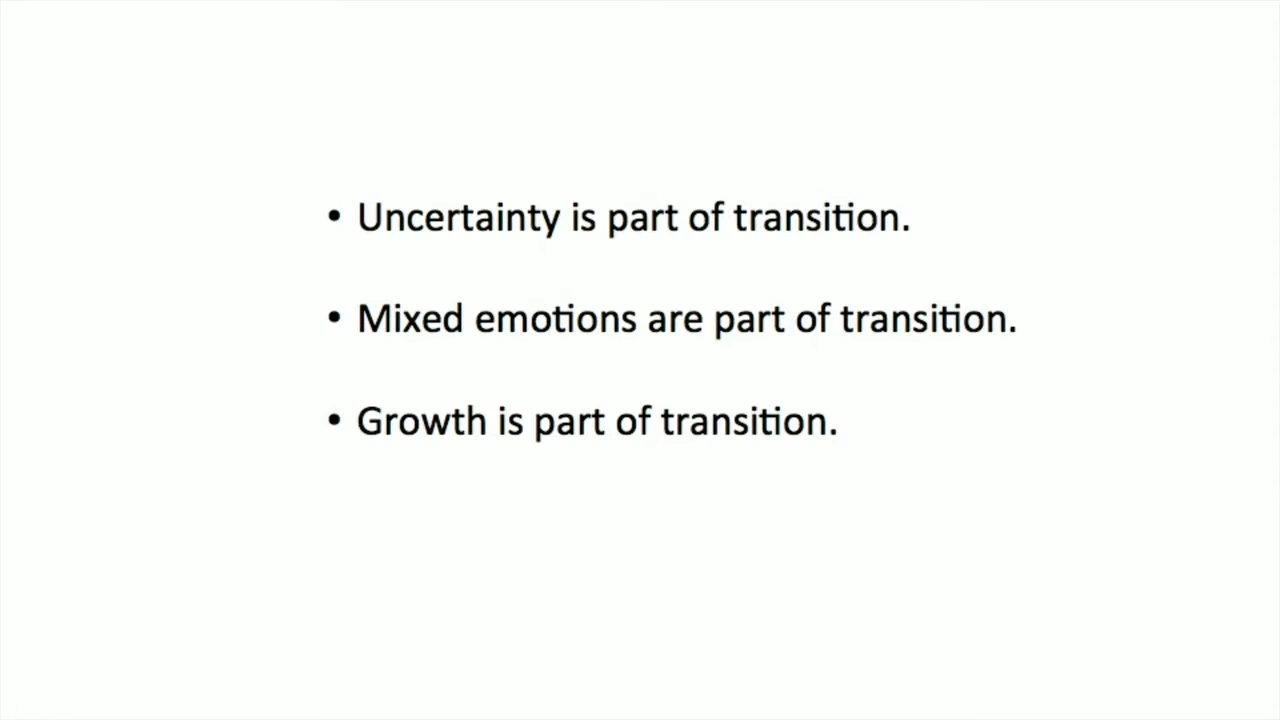 • Uncertainty is part of transition.
• Mixed emotions are part of transition.
• Growth is part of transition.